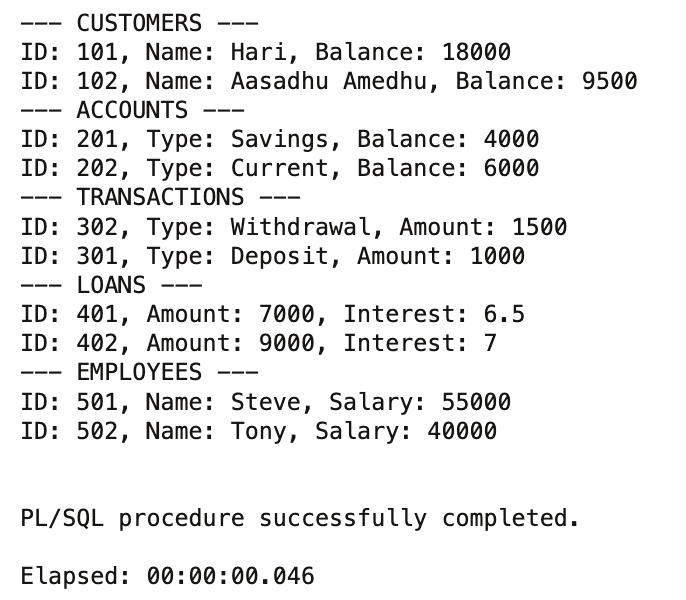 --- CUSTOMERS ---
ID: 101, Name: Hari, Balance: 18000
ID: 102, Name: Aasadhu Amedhu, Balance: 9500
--- ACCOUNTS ---
ID: 201, Type: Savings, Balance: 4000
ID: 202, Type: Current, Balance: 6000
--- TRANSACTIONS ---
ID: 302, Type: Withdrawal, Amount: 1500
ID: 301, Type: Deposit, Amount: 1000
--- LOANS ---
ID: 401, Amount: 7000, Interest: 6.5
ID: 402, Amount: 9000, Interest: 7
--- EMPLOYEES ---
ID: 501, Name: Steve, Salary: 55000
ID: 502, Name: Tony, Salary: 40000
PL/SQL procedure successfully completed.
Elapsed: 00:00:00.046